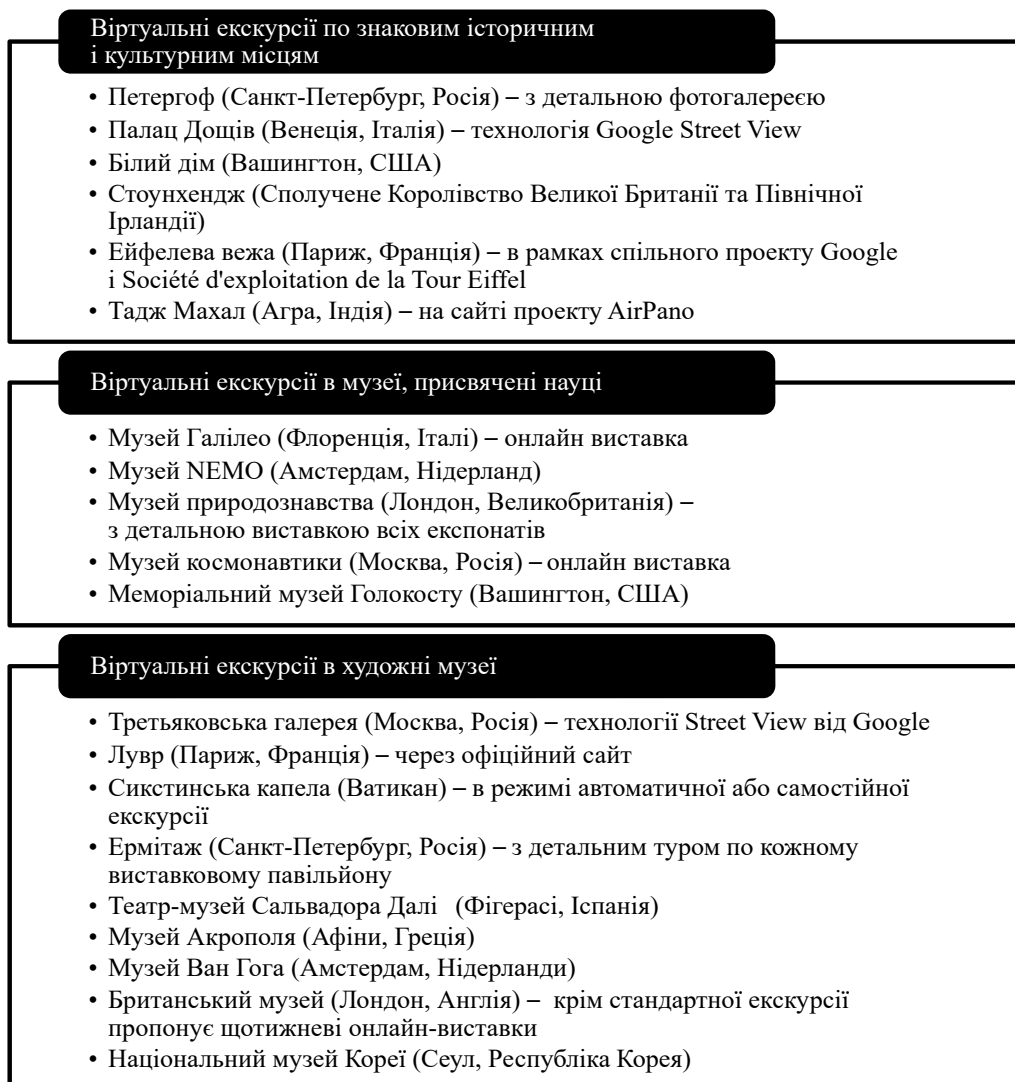 Віртуальні екскурсії по знаковим історичним
і культурним місцям
• Петергоф (Санкт-Петербург, Росія) – з детальною фотогалереєю
• Палац Дощів (Венеція, Італія) – технологія Google Street View
• Білий дім (Вашингтон, США)
• Стоунхендж (Сполучене Королівство Великої Британії та Північної
Ірландії)
• Ейфелева вежа (Париж, Франція) – в рамках спільного проекту Google
і Société d'exploitation de la Tour Eiffel
• Тадж Махал (Агра, Індія) – на сайті проекту AirPano
Віртуальні екскурсії в музеї, присвячені науці
• Музей Галілео (Флоренція, Італі) – онлайн виставка
• Музей NEMO (Амстердам, Нідерланд)
• Музей природознавства (Лондон, Великобританія) –
з детальною виставкою всіх експонатів
• Музей космонавтики (Москва, Росія) – онлайн виставка
• Меморіальний музей Голокосту (Вашингтон, США)
Віртуальні екскурсії в художні музеї
• Третьяковська галерея (Москва, Росія) – технології Street View від Google
• Лувр (Париж, Франція) – через офіційний сайт
• Сикстинська капела (Ватикан) – в режимі автоматичної або самостійної
екскурсії
• Ермітаж (Санкт-Петербург, Росія) – з детальним туром по кожному
виставковому павільйону
• Театр-музей Сальвадора Далі (Фігерасі, Іспанія)
• Музей Акрополя (Афіни, Греція)
• Музей Ван Гога (Амстердам, Нідерланди)
• Британський музей (Лондон, Англія) – крім стандартної екскурсії
пропонує щотижневі онлайн-виставки
• Національний музей Кореї (Сеул, Республіка Корея)